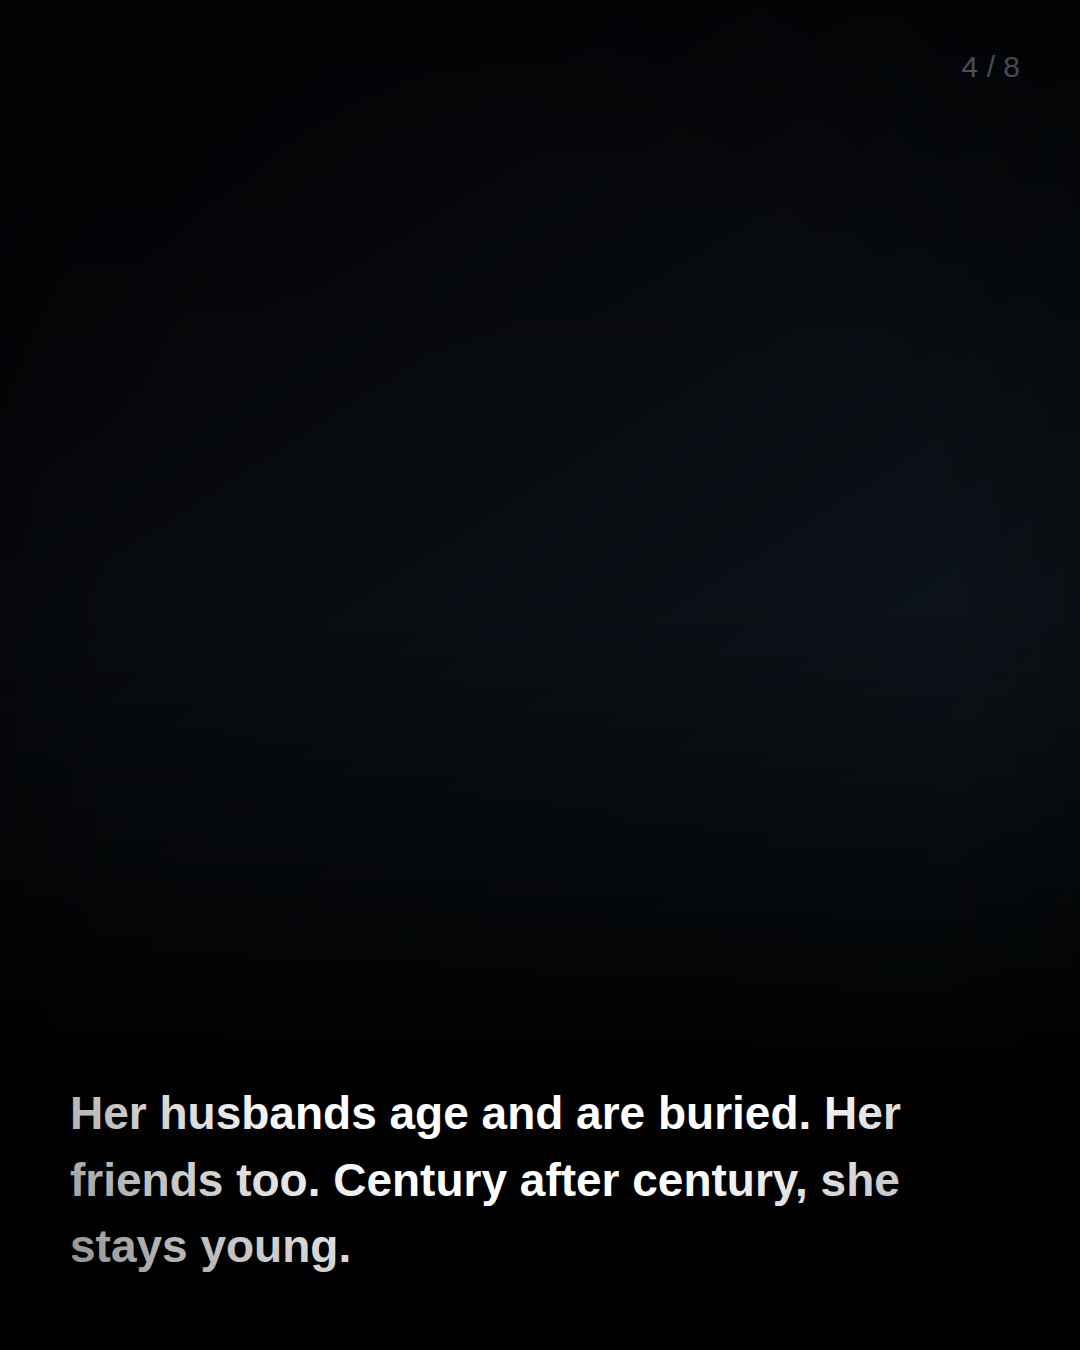 4 / 8
Her husbands age and are buried. Her
friends too. Century after century, she
stays young.